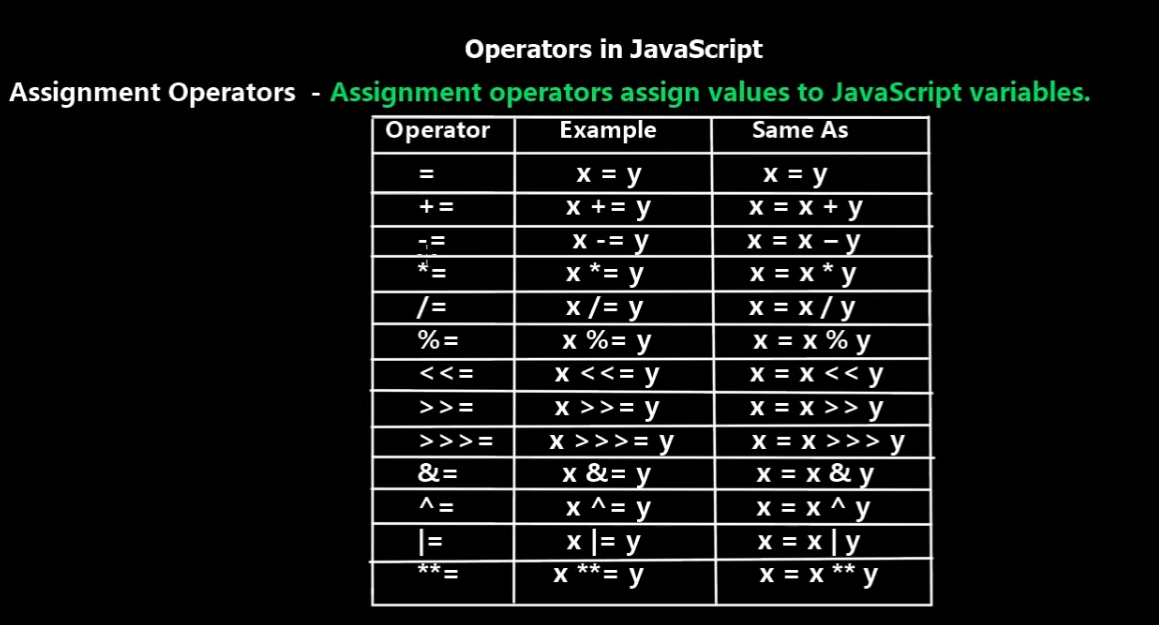 Operators in JavaScript
Assignment Operators - Assignment operators assign values to JavaScript variables.
Operator Example Same As
= x = y x = y
+= x += y x = x + y
-= x -= y x = x – y
*= x *= y x = x * y
/= x /= y x = x / y
%= x %= y x = x % y
<<= x <<= y x = x << y
>>= x >>= y x = x >> y
>>>= x >>>= y x = x >>> y
&= x &= y x = x & y
^= x ^= y x = x ^ y
|= x |= y x = x | y
**= x **= y x = x ** y